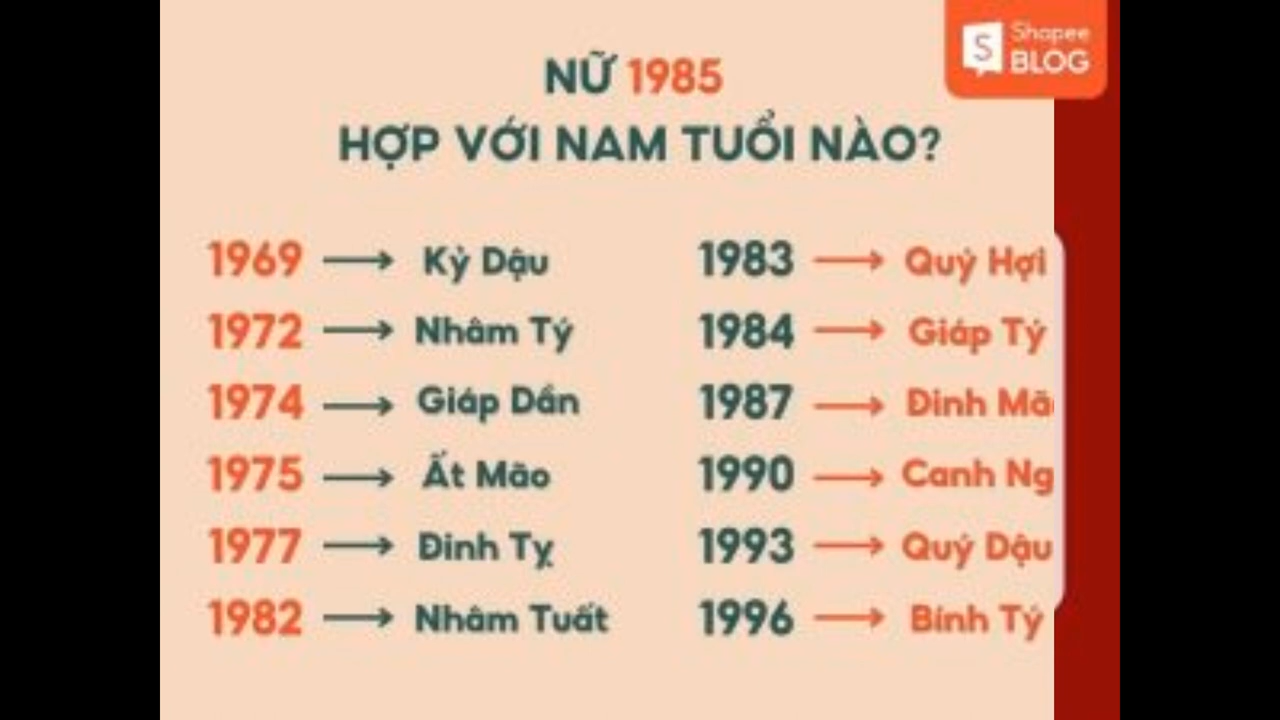 Shopee
BLOG
NỮ 1985
HỢP VỚI NAM TUỔI NÀO?
1969 → Kỷ Dậu
1972 → Nhâm Tý
1974 → Giáp Dần
1975 → Ất Mão
1977 → Đinh Tỵ
1982 → Nhâm Tuất
1983 → Quý Hợi
1984 → Giáp Tý
1987 → Đinh
1990 → Canh
1993 → Quý Dậu
1996 → Bính Tý